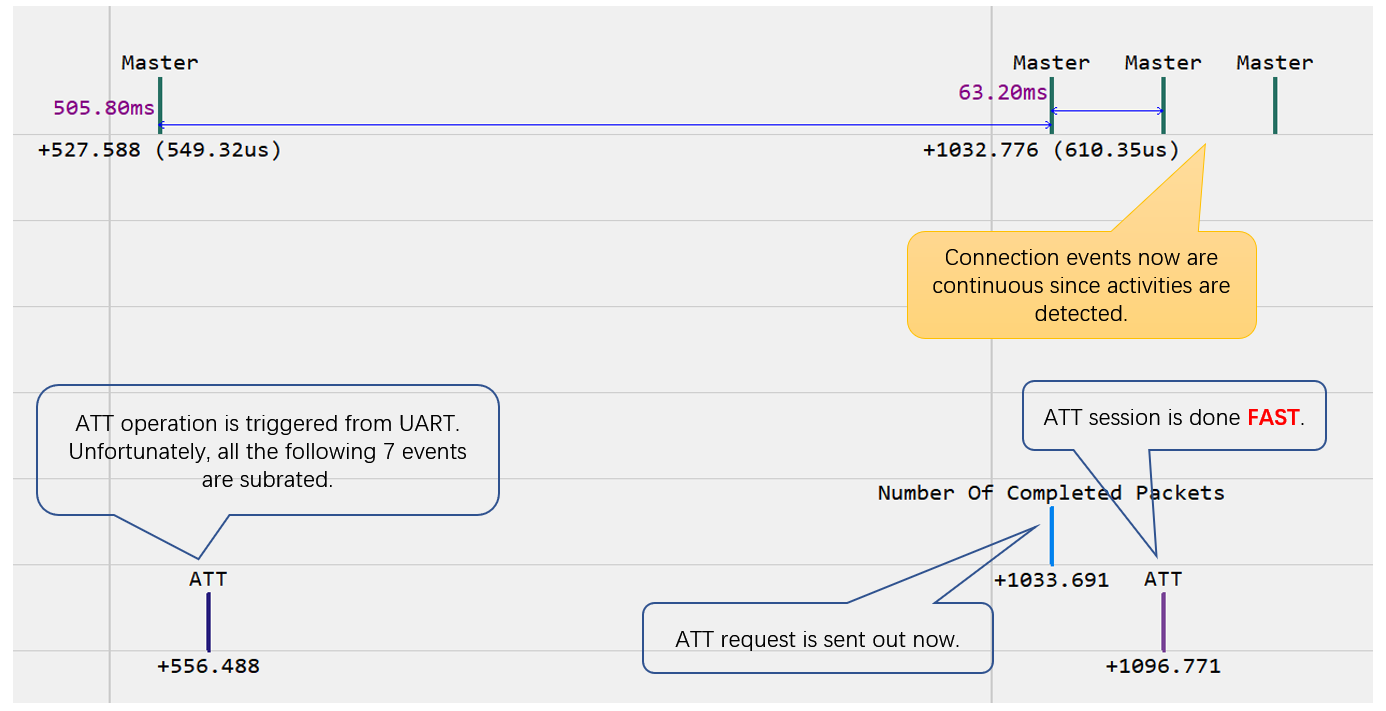 Master
Master
Master
Master
505.80ms
63.20ms
+527.588 (549.32us)
+1032.776 (610.35us)
Connection events now are
continuous since activities are
detected.
ATT operation is triggered from UART.
Unfortunately, all the following 7 events
are subrated.
ATT session is done FAST.
Number Of Completed Packets
ATT
+1033.691
ATT
ATT request is sent out now.
+556.488
+1096.771